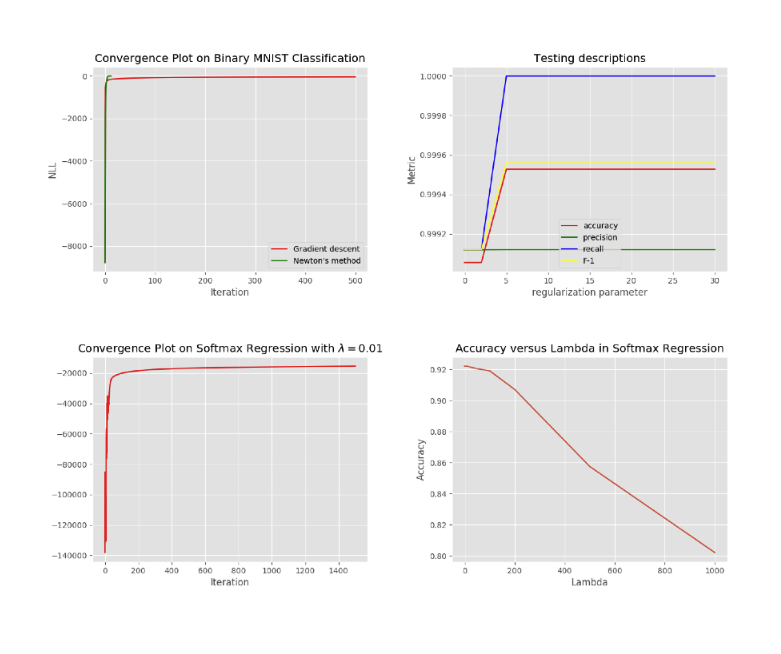 Convergence Plot on Binary MNIST Classification
0
−2000
−4000
−6000
−8000
NLL
0 100 200 300 400 500
Iteration
Gradient descent
Newton's method
Testing descriptions
1.0000
0.9998
0.9996
0.9994
0.9992
Metric
0 5 10 15 20 25 30
regularization parameter
accuracy
precision
recall
F-1
Convergence Plot on Softmax Regression with λ = 0.01
−20000
−40000
−60000
−80000
−100000
−120000
−140000
0 200 400 600 800 1000 1200 1400
Iteration
Accuracy versus Lambda in Softmax Regression
0.92
0.90
0.88
0.86
0.84
0.82
0.80
Accuracy
0 200 400 600 800 1000
Lambda